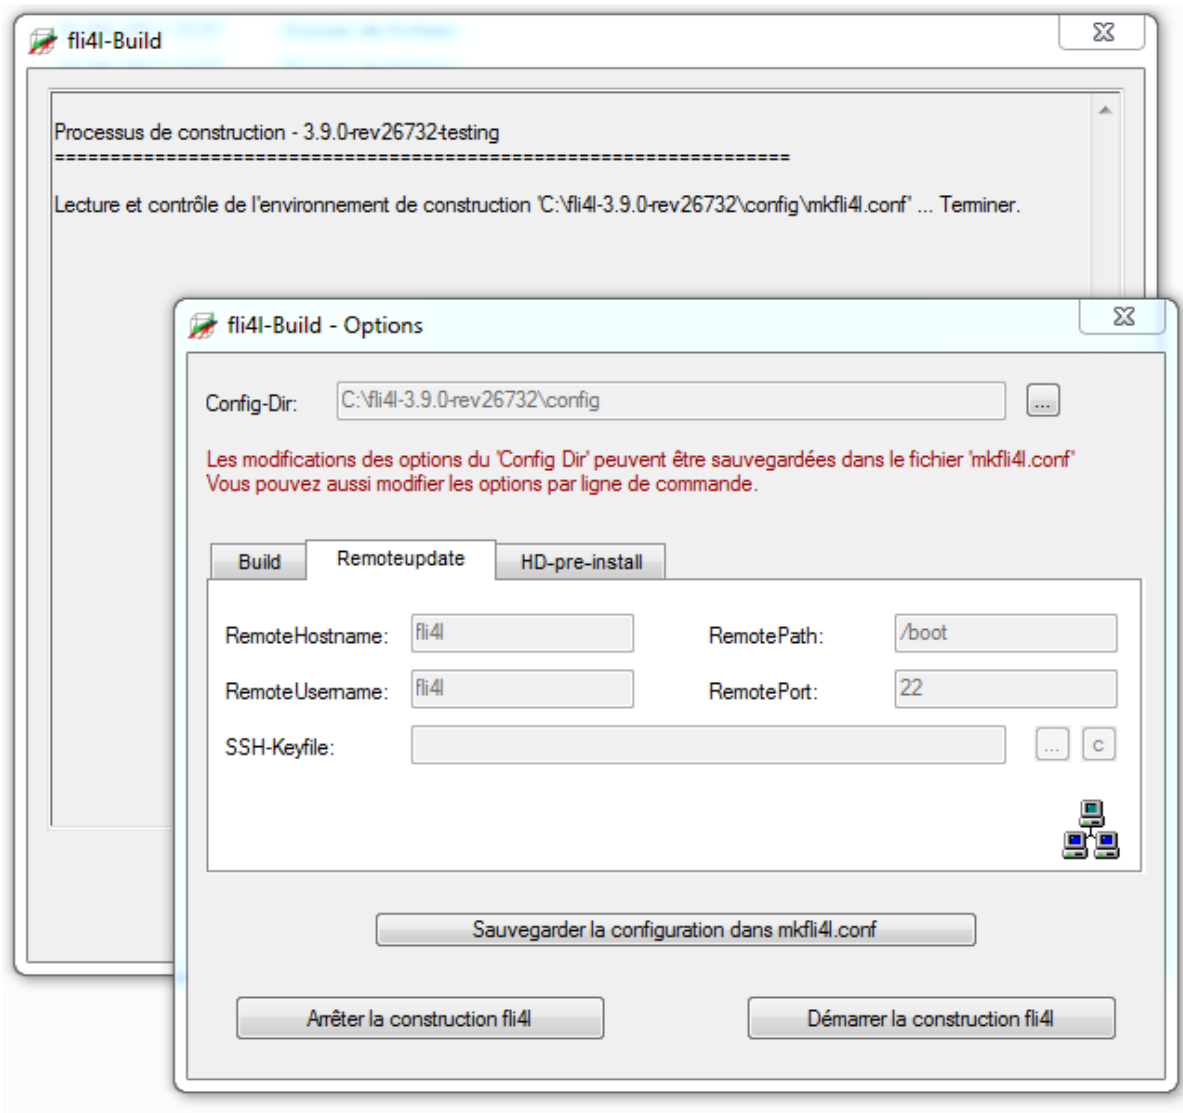 fli4l-Build
Processus de construction - 3.9.0-rev26732-testing
==================================================================
Lecture et contrôle de l'environnement de construction 'C:\fli4l-3.9.0-rev26732\config\mkfli4l.conf' ... Terminer.
fli4l-Build - Options
Config-Dir: C:\fli4l-3.9.0-rev26732\config ...
Les modifications des options du 'Config Dir' peuvent être sauvegardées dans le fichier 'mkfli4l.conf'
Vous pouvez aussi modifier les options par ligne de commande.
Build Remoteupdate HD-pre-install
RemoteHostname: fli4l RemotePath: /boot
RemoteUsername: fli4l RemotePort: 22
SSH-Keyfile: ... c
Sauvegarder la configuration dans mkfli4l.conf
Arrêter la construction fli4l Démarrer la construction fli4l